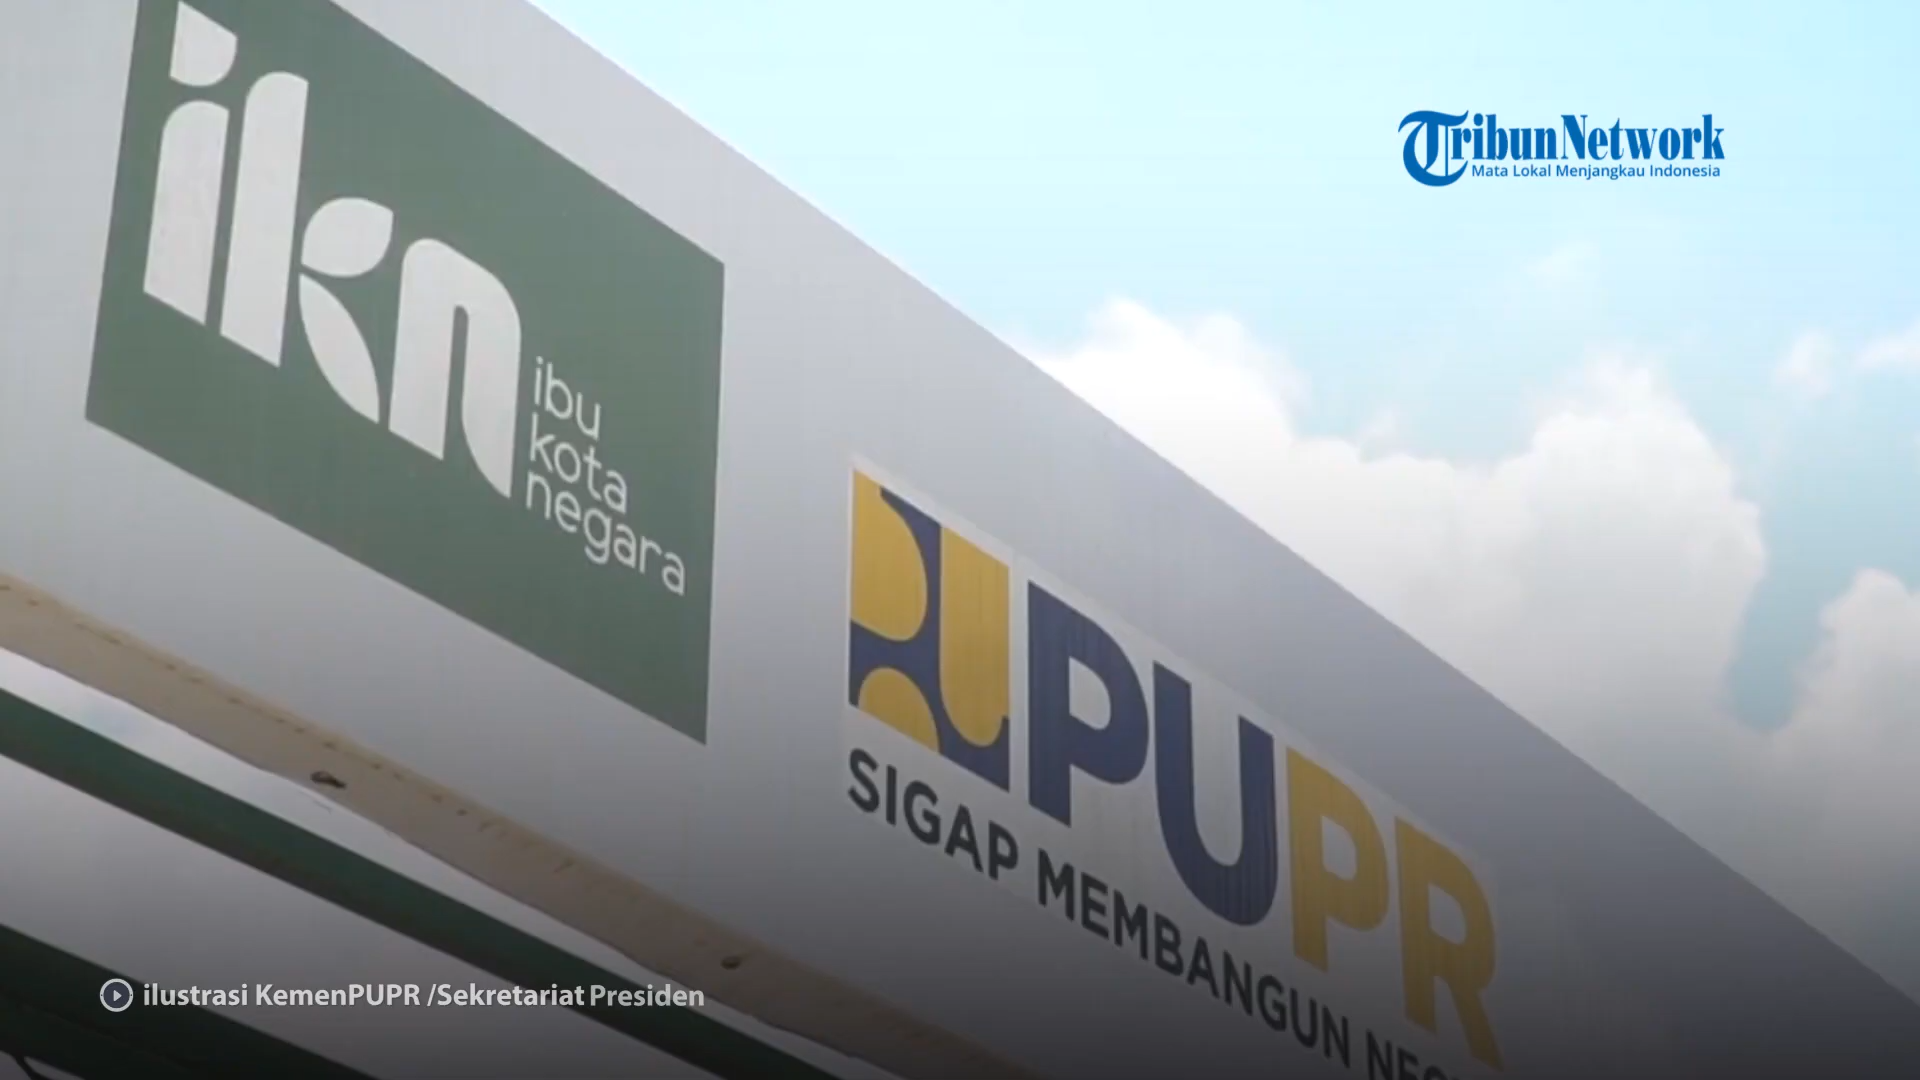 ikn
ibu
kota
negara
TribunNetwork
Mata Lokal Menjangkau Indonesia
PUPR
SIGAP MEMBANGUN
ilustrasi KemenPUPR /Sekretariat Presiden